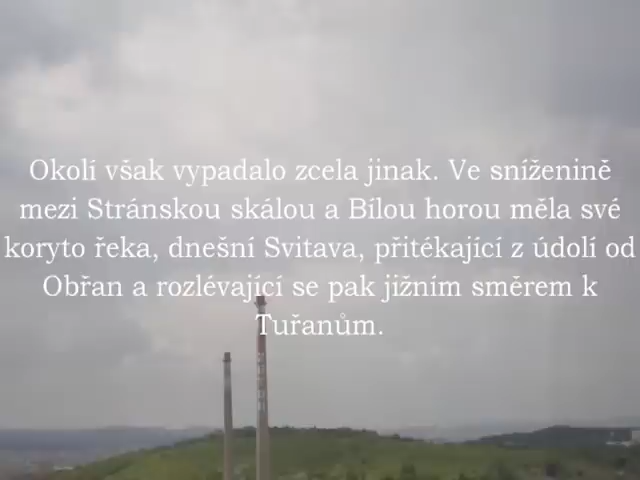 Okolí však vypadalo zcela jinak. Ve sníženině
mezi Stránskou skálou a Bílou horou měla své
koryto řeka, dnešní Svitava, přitékající z údolí od
Obřan a rozlévající se pak jižním směrem k
Tuřanům.